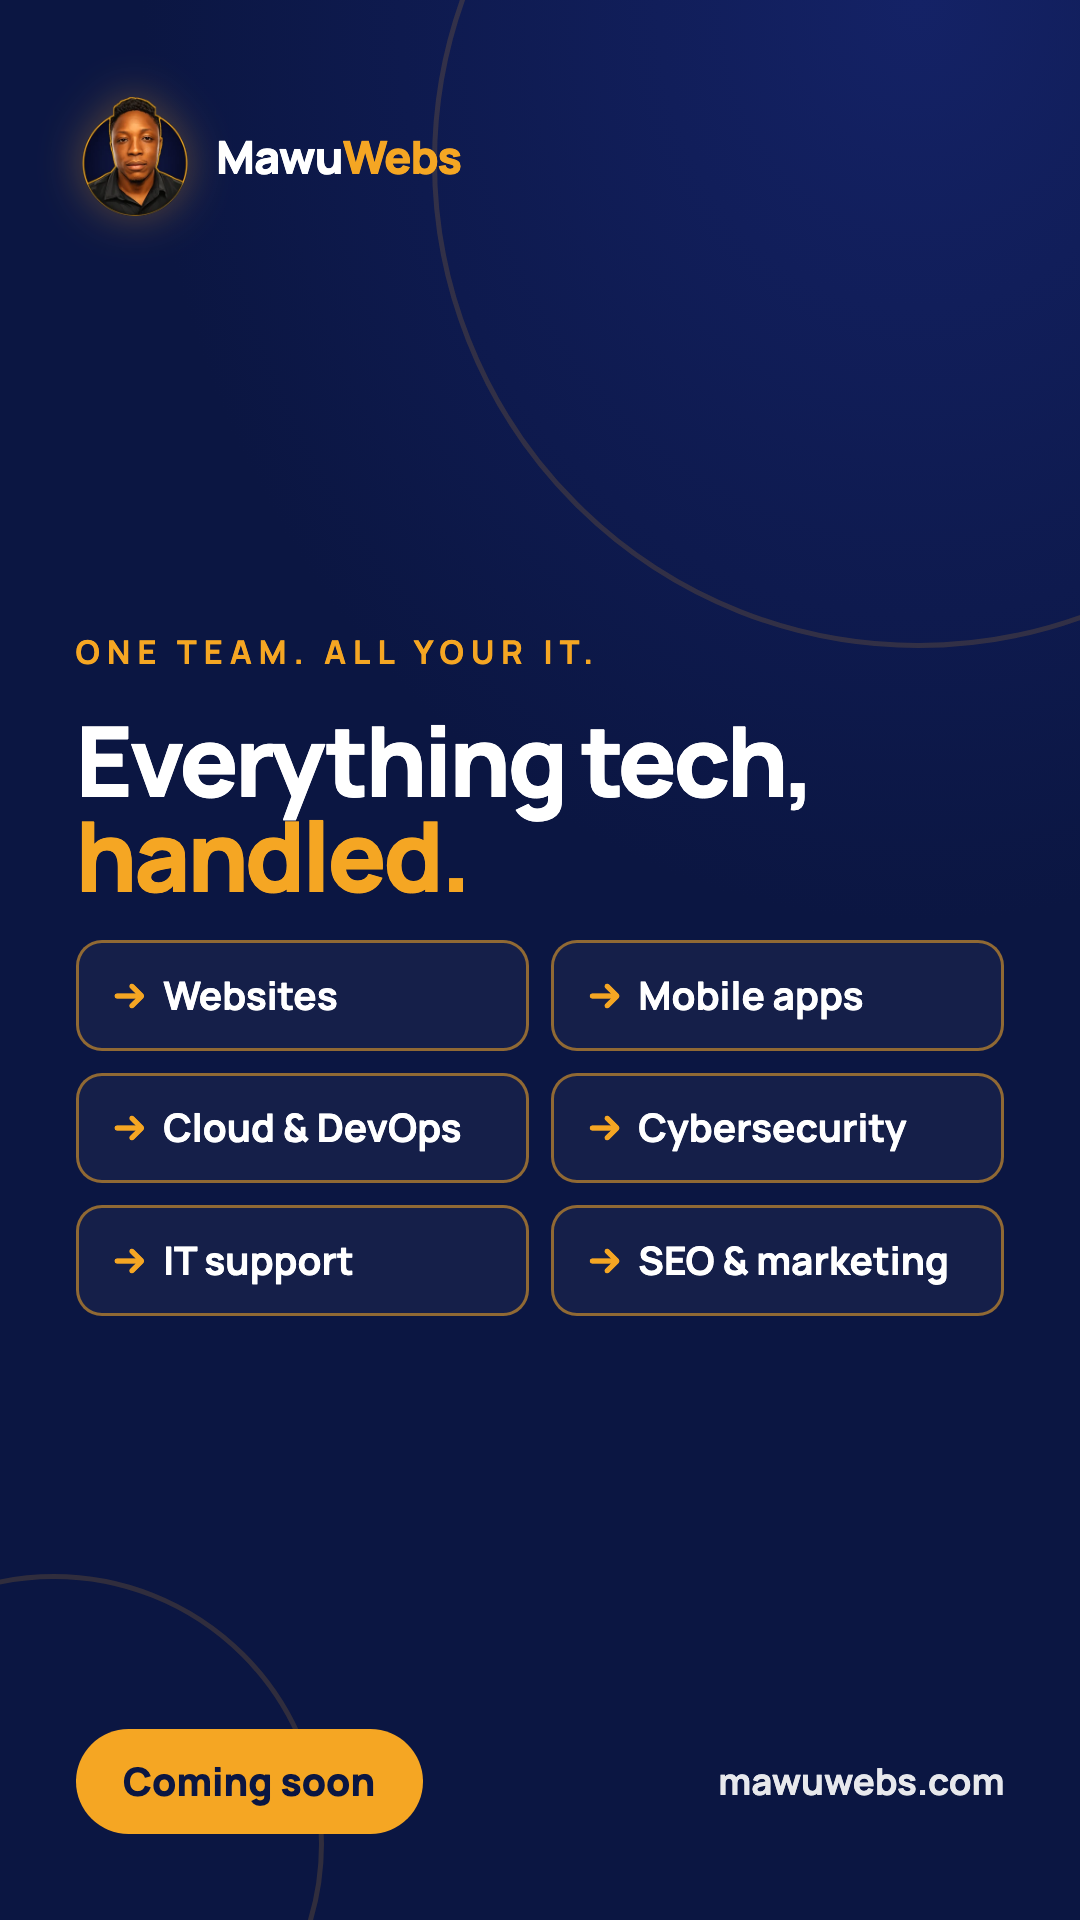 MawuWebs
ONE TEAM. ALL YOUR IT.
Everything tech,
handled.
Websites
Mobile apps
Cloud & DevOps
Cybersecurity
IT support
SEO & marketing
Coming soon
mawuwebs.com